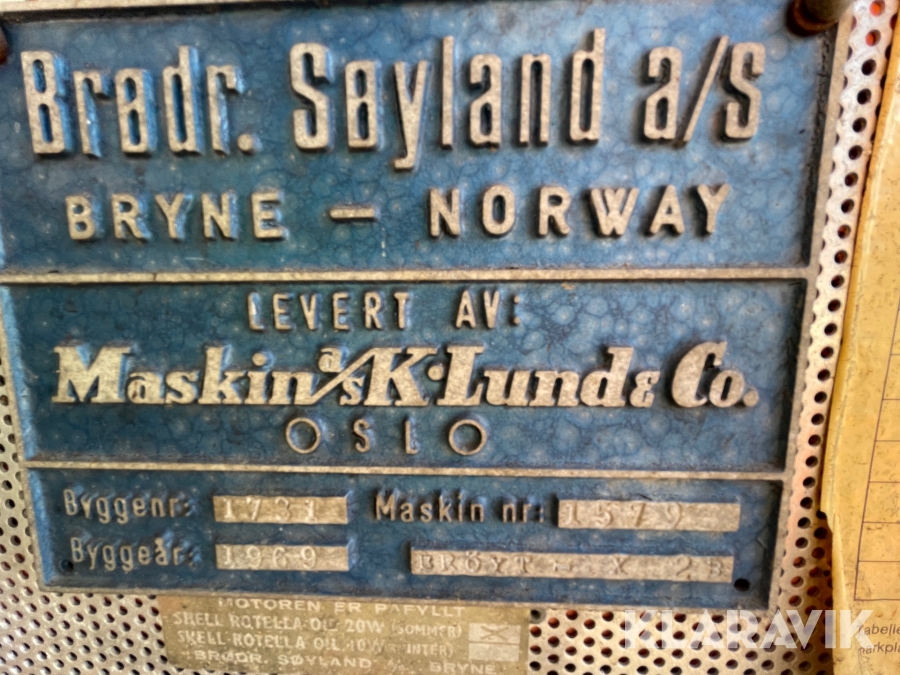 Brødr. Søyland a/s
BRYNE – NORWAY
LEVERT AV:
Maskin a/s K. Lund & Co.
OSLO
Byggenr: 1731 Maskin nr: 1579
Byggeår: 1969 BRÖYT X 2B
MOTOREN ER PÅFYLLT
SHELL ROTELLA OIL 20W (SOMMER)
SHELL ROTELLA OIL 10W (VINTER)
BRØDR. SØYLAND A/S BRYNE
KLARAVIK